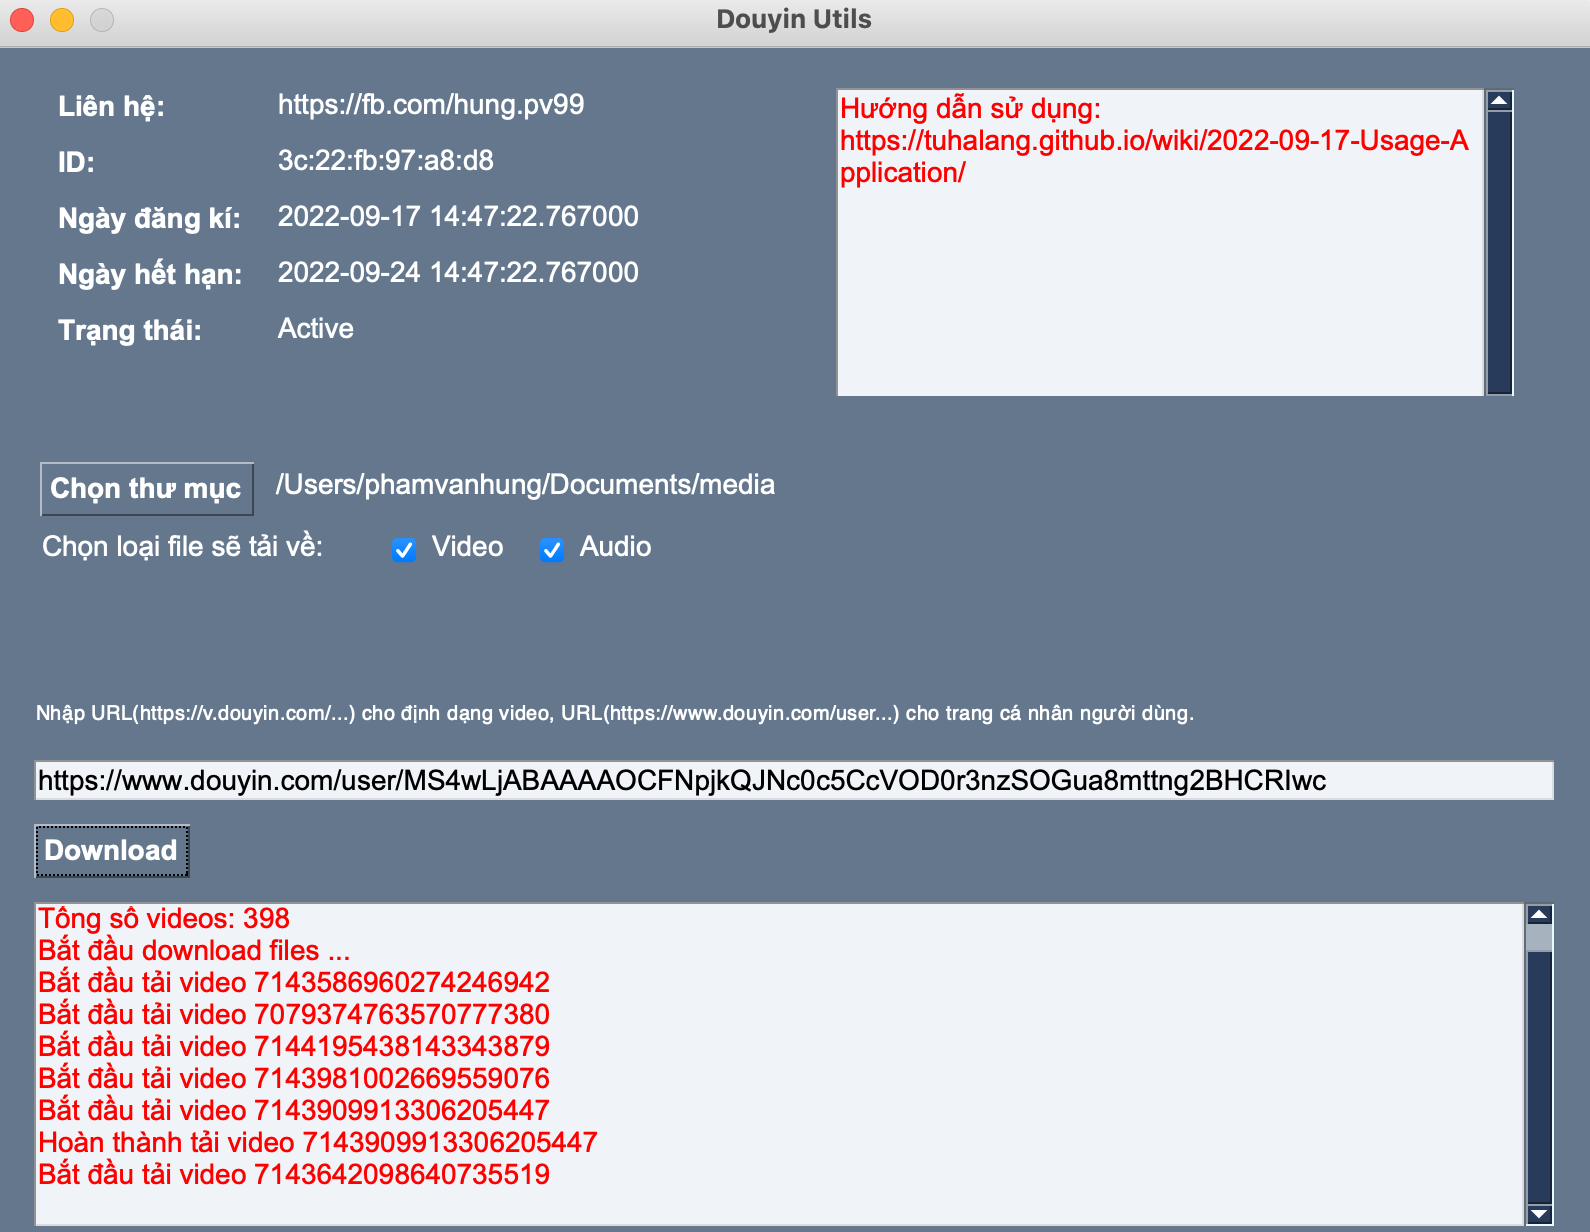 Douyin Utils
Liên hệ: https://fb.com/hung.pv99
ID: 3c:22:fb:97:a8:d8
Ngày đăng kí: 2022-09-17 14:47:22.767000
Ngày hết hạn: 2022-09-24 14:47:22.767000
Trạng thái: Active
Hướng dẫn sử dụng:
https://tuhalang.github.io/wiki/2022-09-17-Usage-A
pplication/
Chọn thư mục /Users/phamvanhung/Documents/media
Chọn loại file sẽ tải về: Video Audio
Nhập URL(https://v.douyin.com/...) cho định dạng video, URL(https://www.douyin.com/user...) cho trang cá nhân người dùng.
https://www.douyin.com/user/MS4wLjABAAAAOCFNpjkQJNc0c5CcVOD0r3nzSOGua8mttng2BHCRIwc
Download
Tổng số videos: 398
Bắt đầu download files ...
Bắt đầu tải video 7143586960274246942
Bắt đầu tải video 7079374763570777380
Bắt đầu tải video 7144195438143343879
Bắt đầu tải video 7143981002669559076
Bắt đầu tải video 7143909913306205447
Hoàn thành tải video 7143909913306205447
Bắt đầu tải video 7143642098640735519